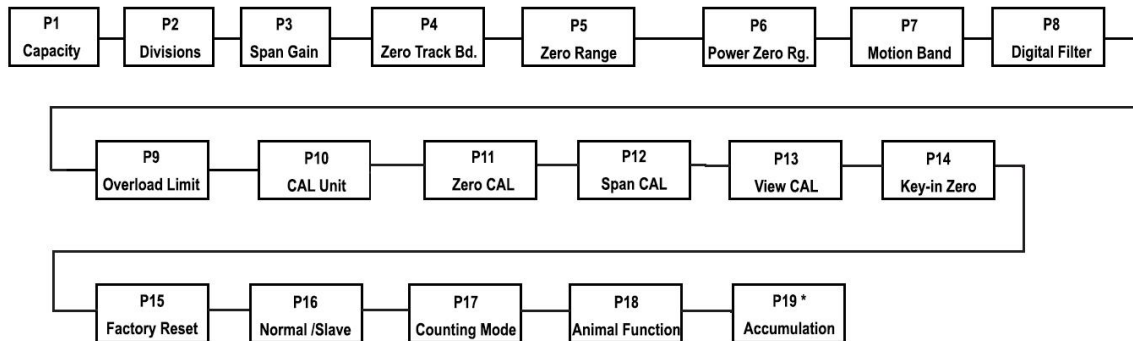 P1
Capacity
P2
Divisions
P3
Span Gain
P4
Zero Track Bd.
P5
Zero Range
P6
Power Zero Rg.
P7
Motion Band
P8
Digital Filter
P9
Overload Limit
P10
CAL Unit
P11
Zero CAL
P12
Span CAL
P13
View CAL
P14
Key-in Zero
P15
Factory Reset
P16
Normal /Slave
P17
Counting Mode
P18
Animal Function
P19 *
Accumulation